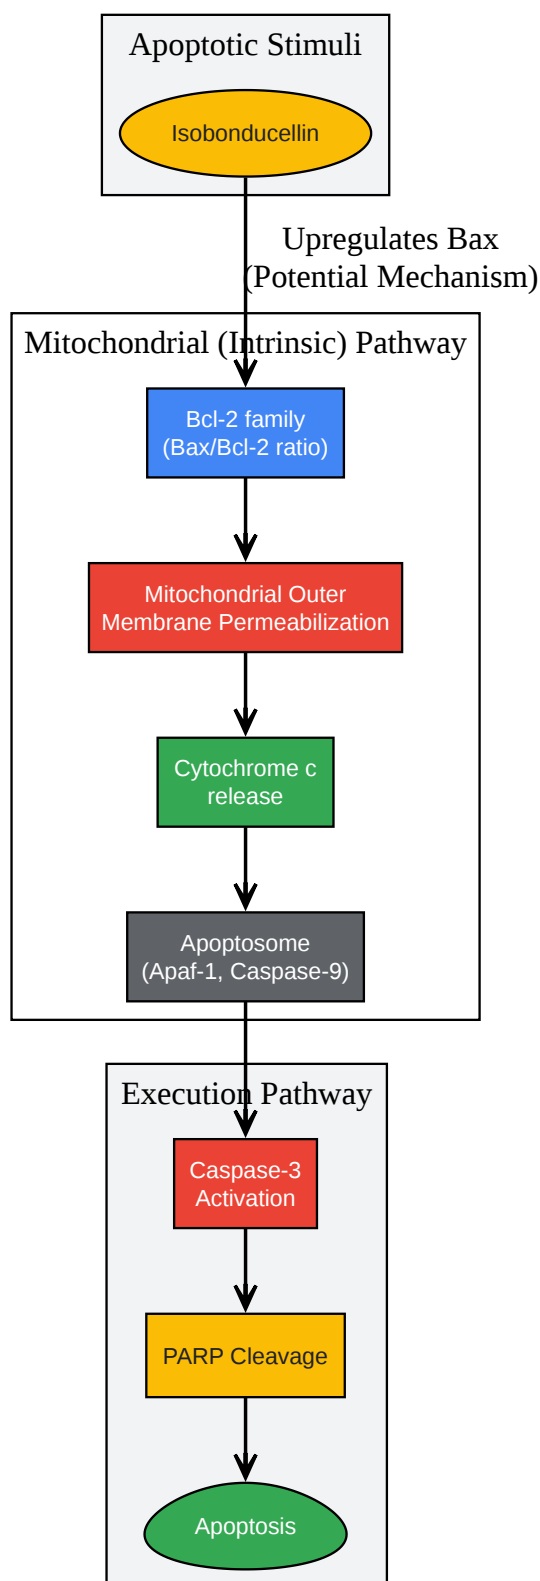 Apoptotic Stimuli
Isobonducellin
Upregulates Bax
(Potential Mechanism)
Mitochondrial (Intrinsic) Pathway
Bcl-2 family
(Bax/Bcl-2 ratio)
Mitochondrial Outer
Membrane Permeabilization
Cytochrome c
release
Apoptosome
(Apaf-1, Caspase-9)
Execution Pathway
Caspase-3
Activation
PARP Cleavage
Apoptosis